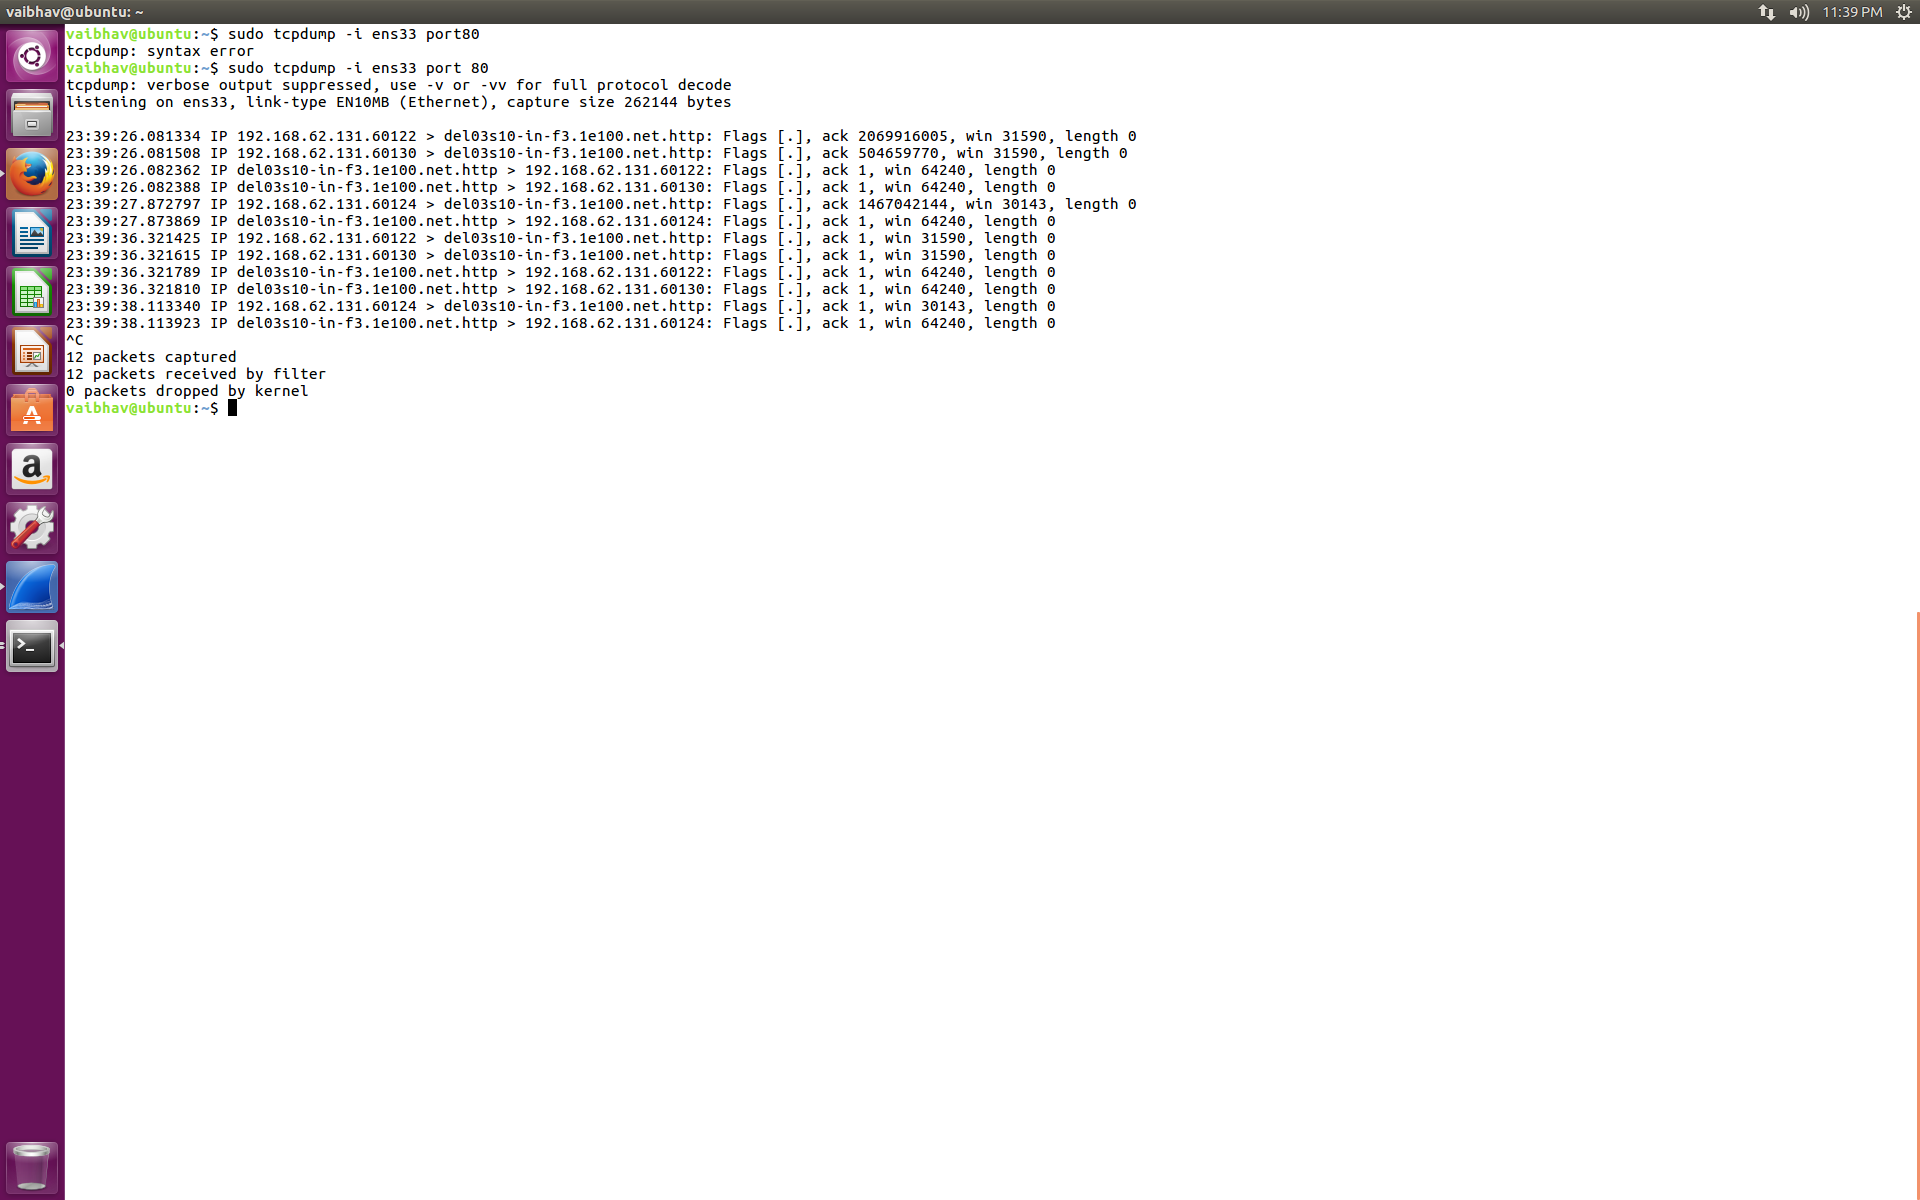 vaibhav@ubuntu: ~
11:39 PM
vaibhav@ubuntu:~$ sudo tcpdump -i ens33 port80
tcpdump: syntax error
vaibhav@ubuntu:~$ sudo tcpdump -i ens33 port 80
tcpdump: verbose output suppressed, use -v or -vv for full protocol decode
listening on ens33, link-type EN10MB (Ethernet), capture size 262144 bytes
23:39:26.081334 IP 192.168.62.131.60122 > del03s10-in-f3.1e100.net.http: Flags [.], ack 2069916005, win 31590, length 0
23:39:26.081508 IP 192.168.62.131.60130 > del03s10-in-f3.1e100.net.http: Flags [.], ack 504659770, win 31590, length 0
23:39:26.082362 IP del03s10-in-f3.1e100.net.http > 192.168.62.131.60122: Flags [.], ack 1, win 64240, length 0
23:39:26.082388 IP del03s10-in-f3.1e100.net.http > 192.168.62.131.60130: Flags [.], ack 1, win 64240, length 0
23:39:27.872797 IP 192.168.62.131.60124 > del03s10-in-f3.1e100.net.http: Flags [.], ack 1467042144, win 30143, length 0
23:39:27.873869 IP del03s10-in-f3.1e100.net.http > 192.168.62.131.60124: Flags [.], ack 1, win 64240, length 0
23:39:36.321425 IP 192.168.62.131.60122 > del03s10-in-f3.1e100.net.http: Flags [.], ack 1, win 31590, length 0
23:39:36.321615 IP 192.168.62.131.60130 > del03s10-in-f3.1e100.net.http: Flags [.], ack 1, win 31590, length 0
23:39:36.321789 IP del03s10-in-f3.1e100.net.http > 192.168.62.131.60122: Flags [.], ack 1, win 64240, length 0
23:39:36.321810 IP del03s10-in-f3.1e100.net.http > 192.168.62.131.60130: Flags [.], ack 1, win 64240, length 0
23:39:38.113340 IP 192.168.62.131.60124 > del03s10-in-f3.1e100.net.http: Flags [.], ack 1, win 30143, length 0
23:39:38.113923 IP del03s10-in-f3.1e100.net.http > 192.168.62.131.60124: Flags [.], ack 1, win 64240, length 0
^C
12 packets captured
12 packets received by filter
0 packets dropped by kernel
vaibhav@ubuntu:~$